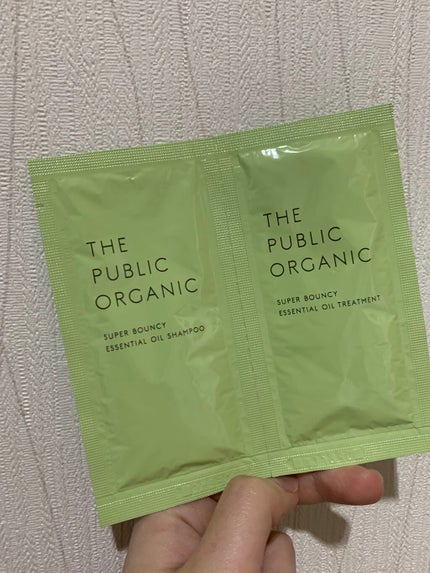 THE
PUBLIC
ORGANIC
SUPER BOUNCY
ESSENTIAL OIL SHAMPOO
THE
PUBLIC
ORGANIC
SUPER BOUNCY
ESSENTIAL OIL TREATMENT